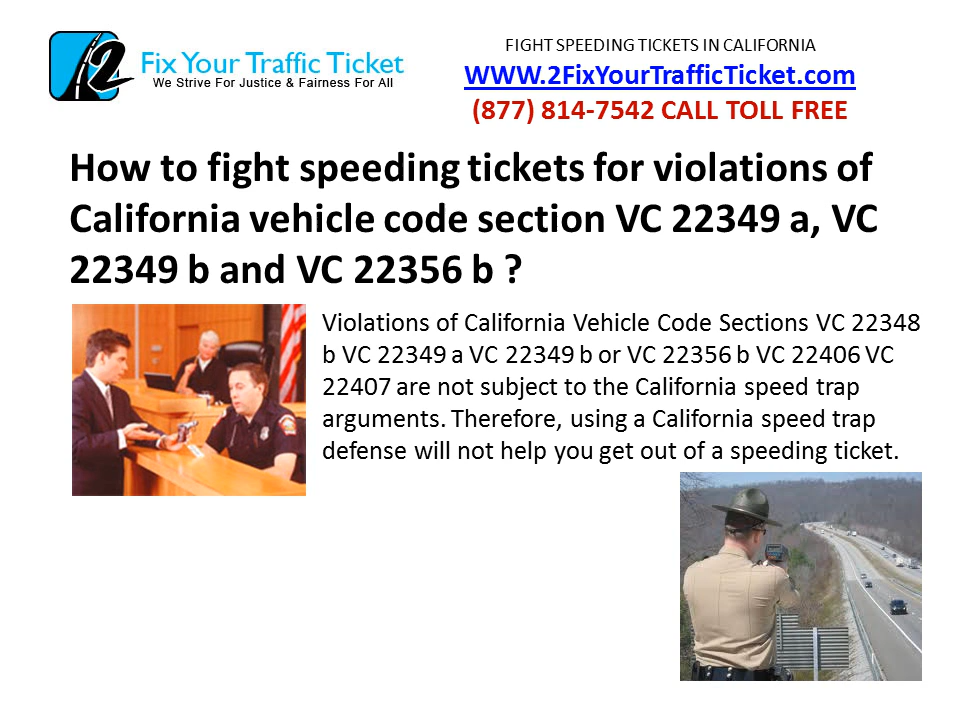 Fix Your Traffic Ticket
We Strive For Justice & Fairness For All
FIGHT SPEEDING TICKETS IN CALIFORNIA
WWW.2FixYourTrafficTicket.com
(877) 814-7542 CALL TOLL FREE
How to fight speeding tickets for violations of
California vehicle code section VC 22349 a, VC
22349 b and VC 22356 b ?
Violations of California Vehicle Code Sections VC 22348
b VC 22349 a VC 22349 b or VC 22356 b VC 22406 VC
22407 are not subject to the California speed trap
arguments. Therefore, using a California speed trap
defense will not help you get out of a speeding ticket.